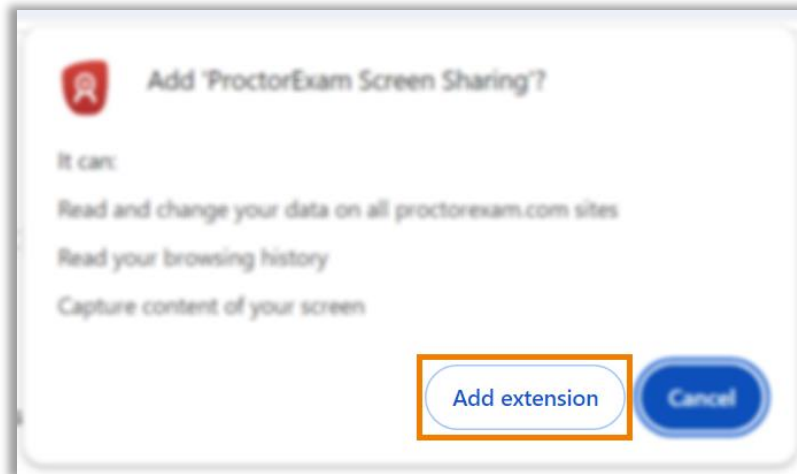 Add 'ProctorExam Screen Sharing'?
It can:
Read and change your data on all proctorexam.com sites
Read your browsing history
Capture content of your screen
Add extension
Cancel